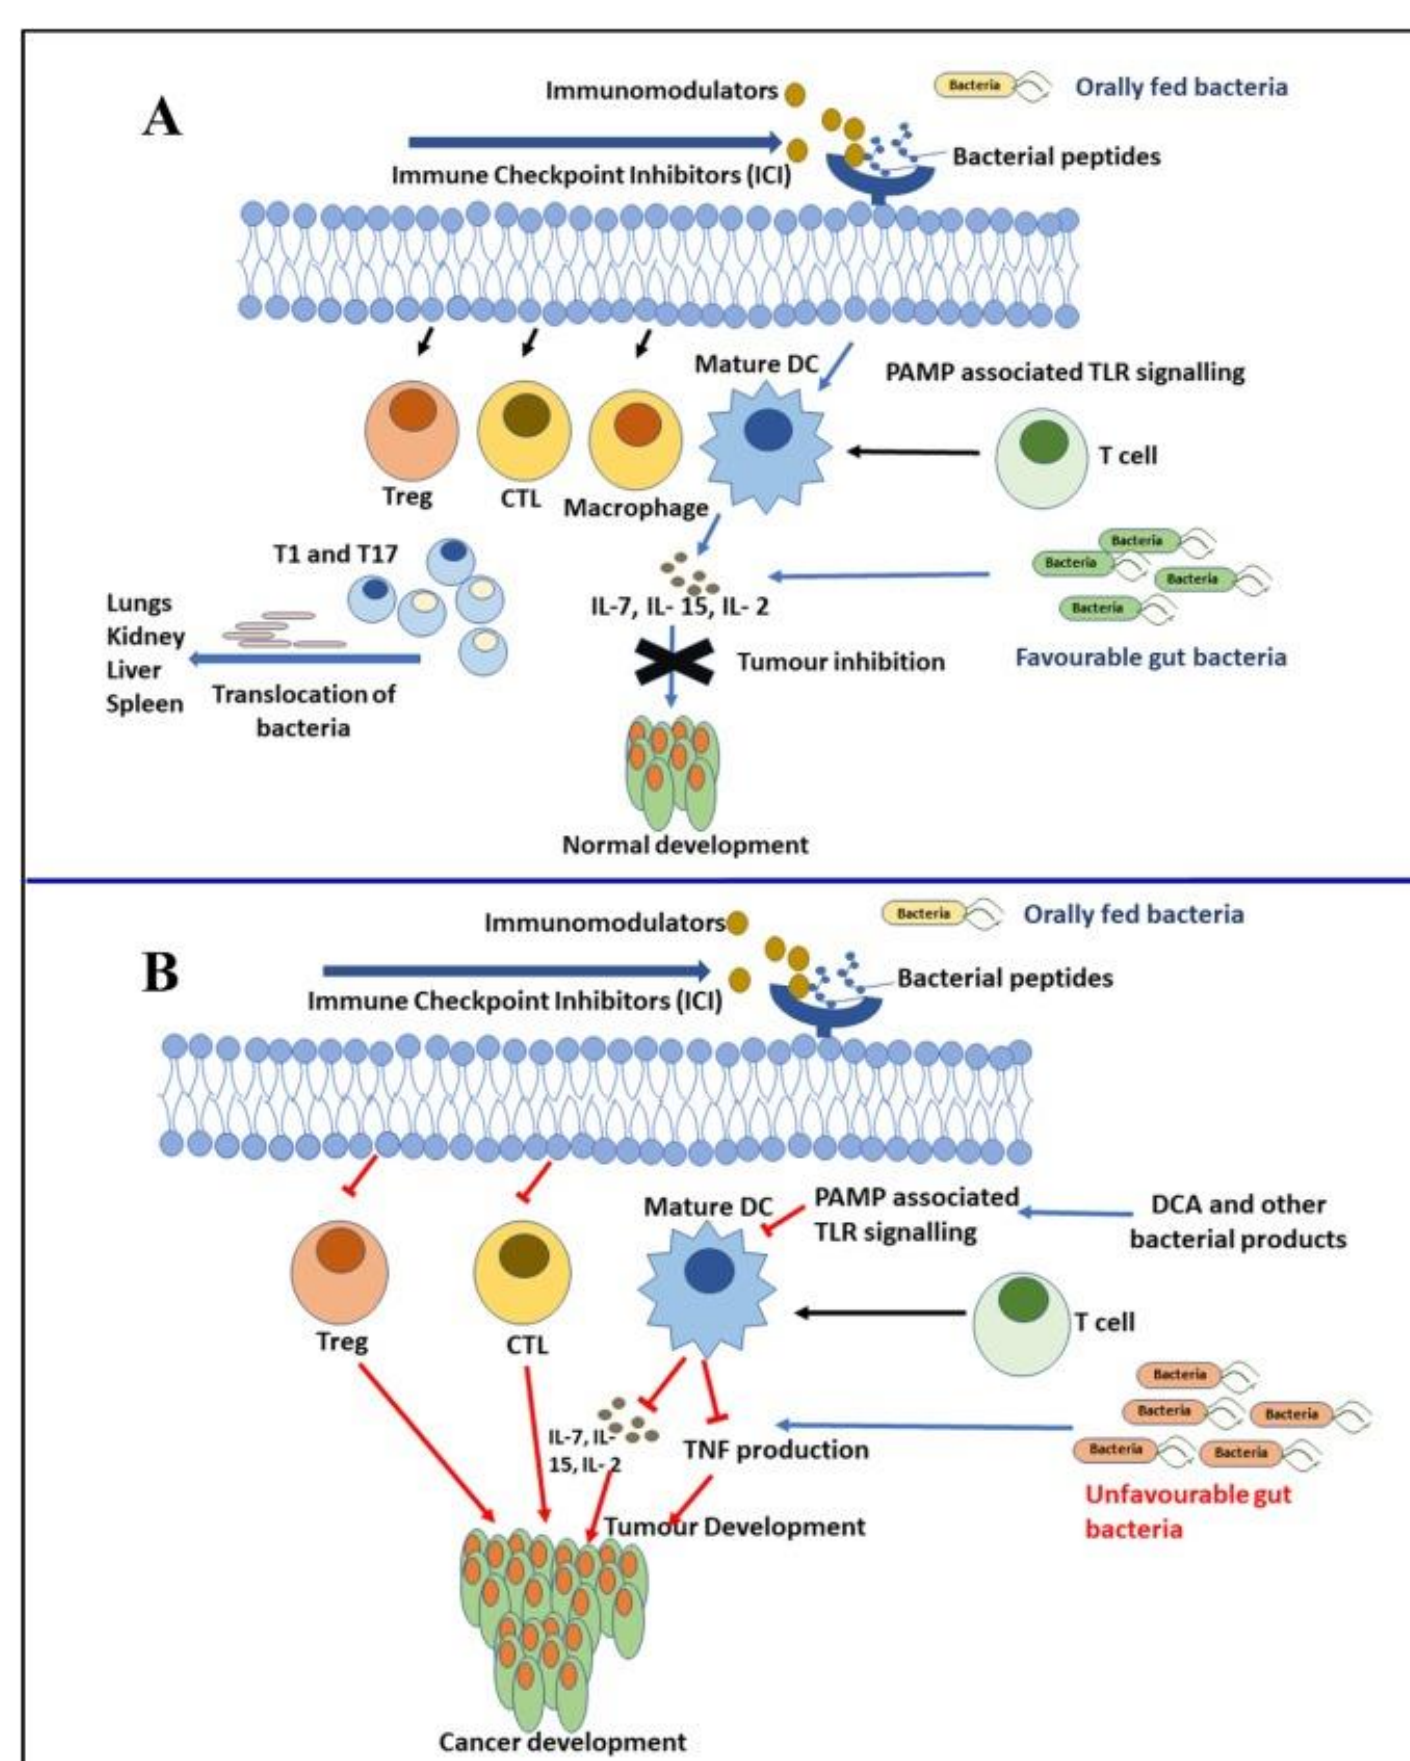 A
Immunomodulators
Bacteria
Orally fed bacteria
Immune Checkpoint Inhibitors (ICI)
Bacterial peptides
Mature DC
PAMP associated TLR signalling
T cell
Treg
CTL
Macrophage
T1 and T17
Bacteria
Bacteria
Bacteria
Bacteria
Lungs
Kidney
Liver
Spleen
IL-7, IL- 15, IL- 2
Tumour inhibition
Favourable gut bacteria
Translocation of
bacteria
Normal development
B
Immunomodulators
Bacteria
Orally fed bacteria
Immune Checkpoint Inhibitors (ICI)
Bacterial peptides
Mature DC
PAMP associated
TLR signalling
DCA and other
bacterial products
T cell
Treg
CTL
Bacteria
Bacteria
Bacteria
Bacteria
Bacteria
IL-7, IL-
15, IL- 2
TNF production
Unfavourable gut
bacteria
Tumour Development
Cancer development